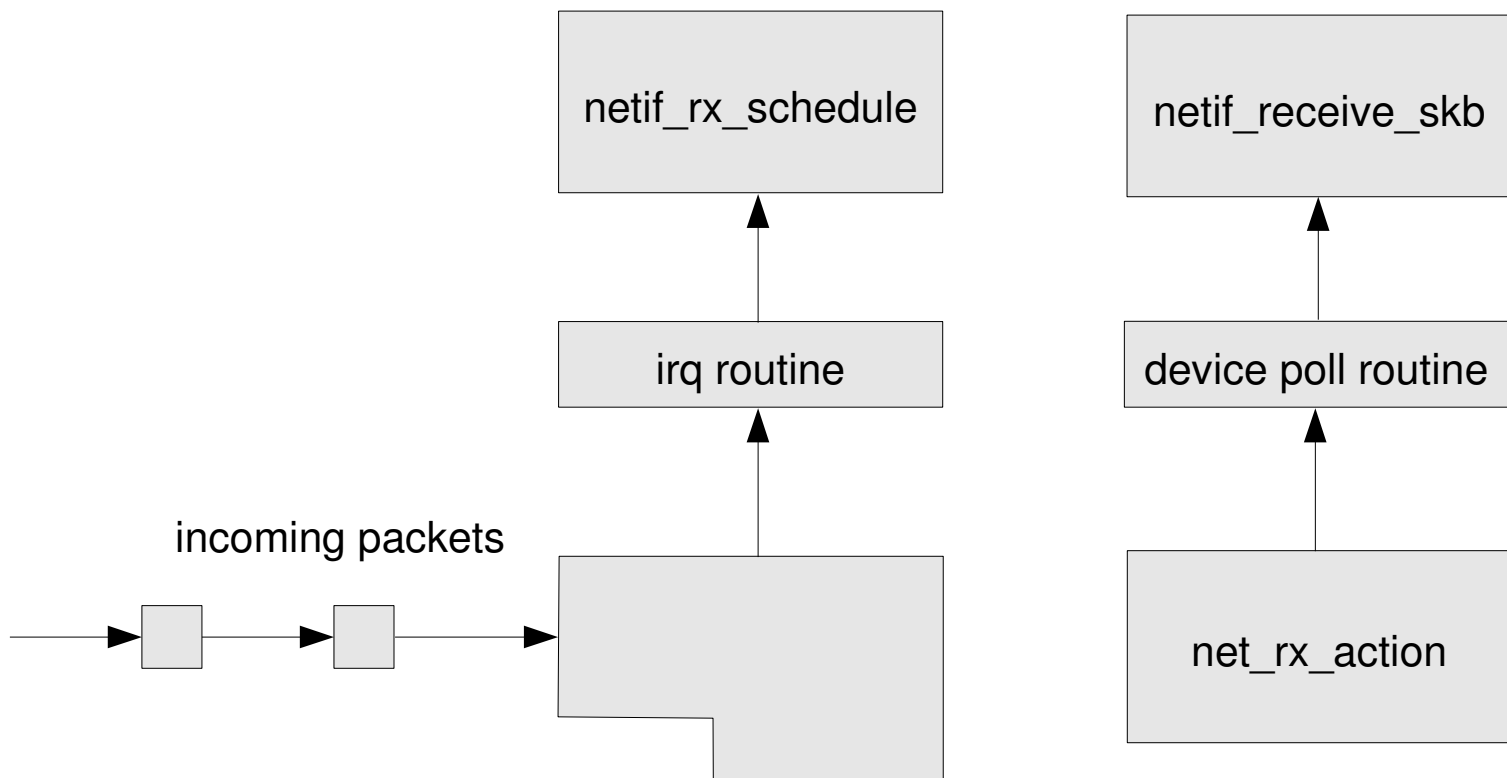 netif_rx_schedule
netif_receive_skb
irq routine
device poll routine
incoming packets
net_rx_action